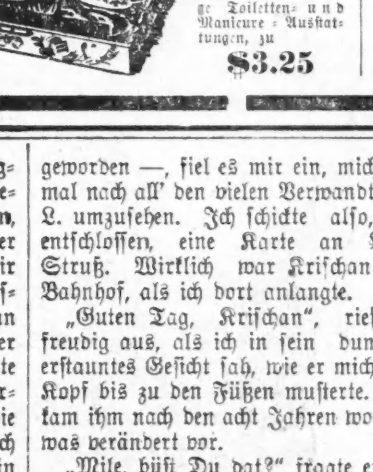 ge Toiletten= und
Manicure = Ausstat=
tungen, zu
$3.25
geworden —, fiel es mir ein, mich
mal nach all' den vielen Verwandt
L. umzusehen. Ich schickte also,
entschlossen, eine Karte an
Struß. Wirklich war Krischan
Bahnhof, als ich dort anlangte.
„Guten Tag, Krischan", rief
freudig aus, als ich in sein dum
erstauntes Gesicht sah, wie er mich
Kopf bis zu den Füßen musterte.
kam ihm nach den acht Jahren wo
was verändert vor.
„Mile, büst Du dat?" fragte e